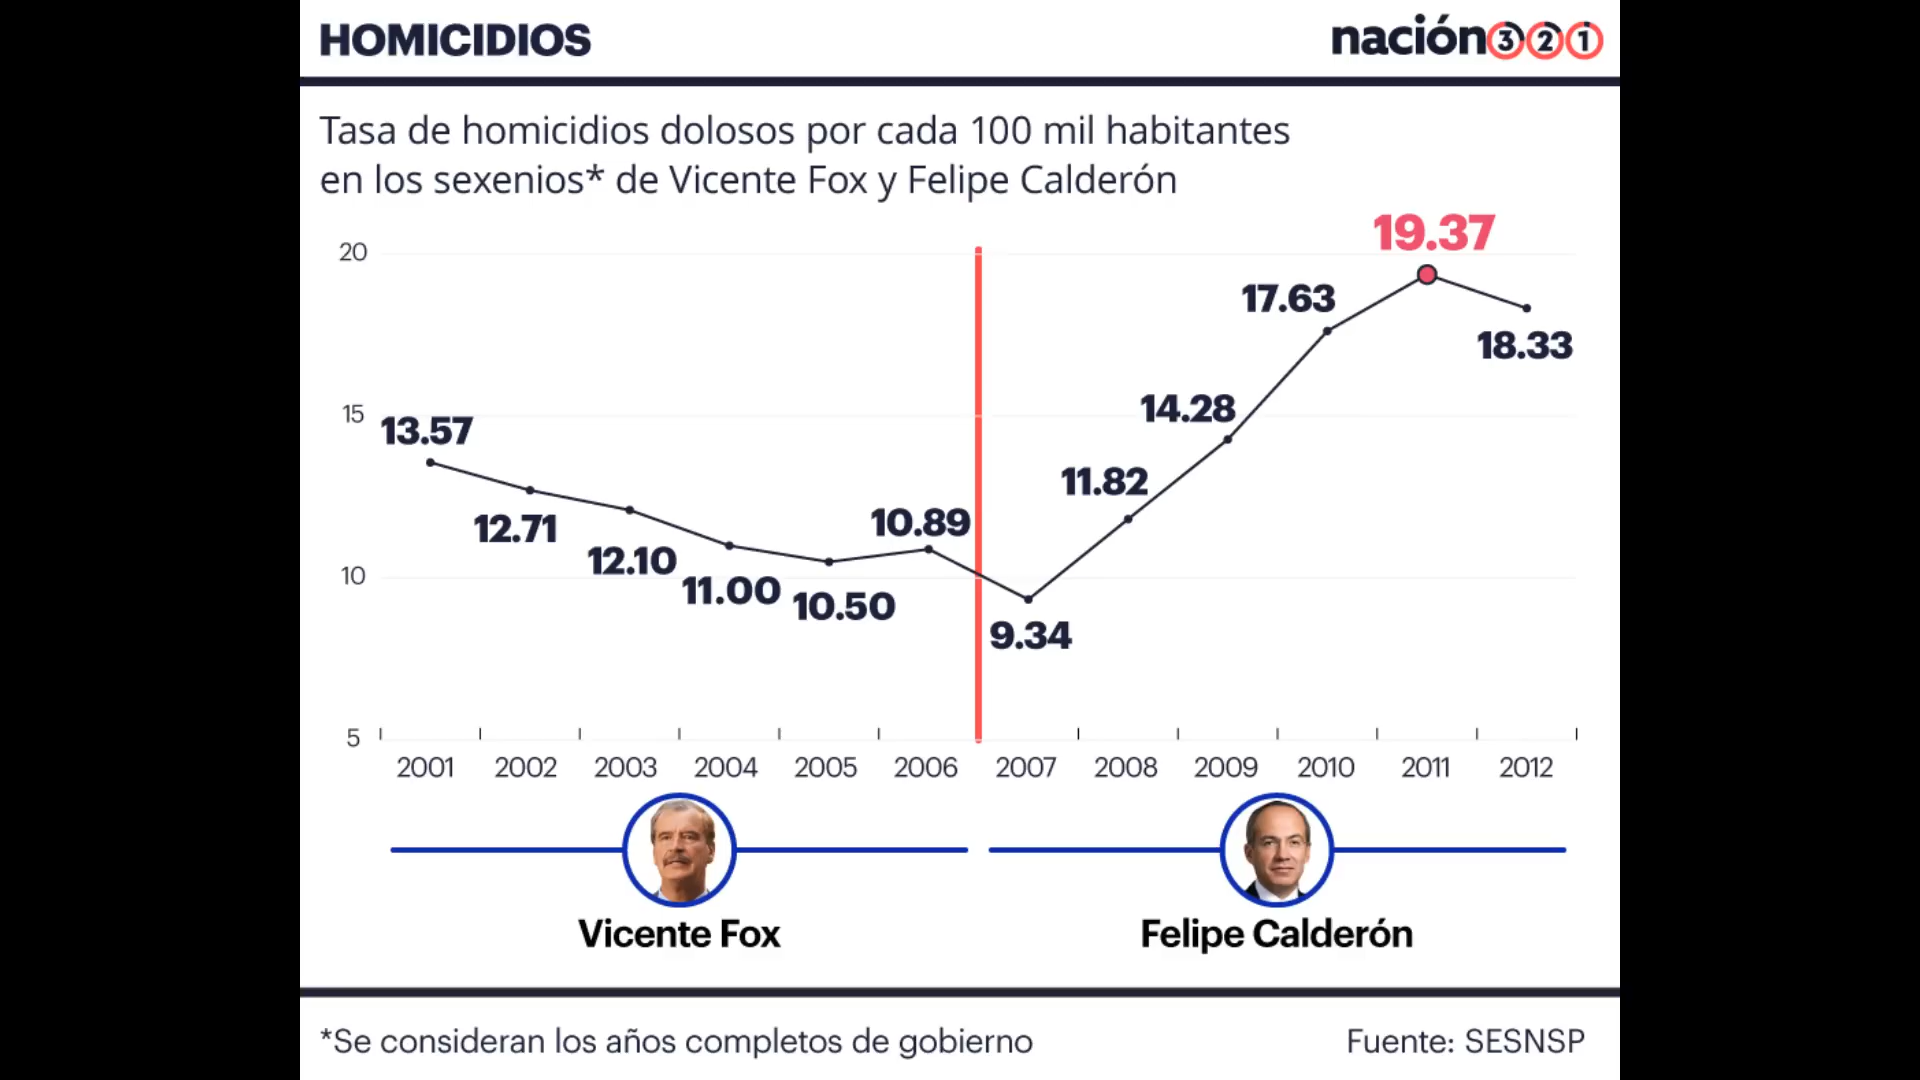 HOMICIDIOS
nación321
Tasa de homicidios dolosos por cada 100 mil habitantes
en los sexenios* de Vicente Fox y Felipe Calderón
20
15
10
5
13.57
12.71
12.10
11.00
10.50
10.89
9.34
11.82
14.28
17.63
19.37
18.33
2001 2002 2003 2004 2005 2006 2007 2008 2009 2010 2011 2012
Vicente Fox
Felipe Calderón
*Se consideran los años completos de gobierno
Fuente: SESNSP